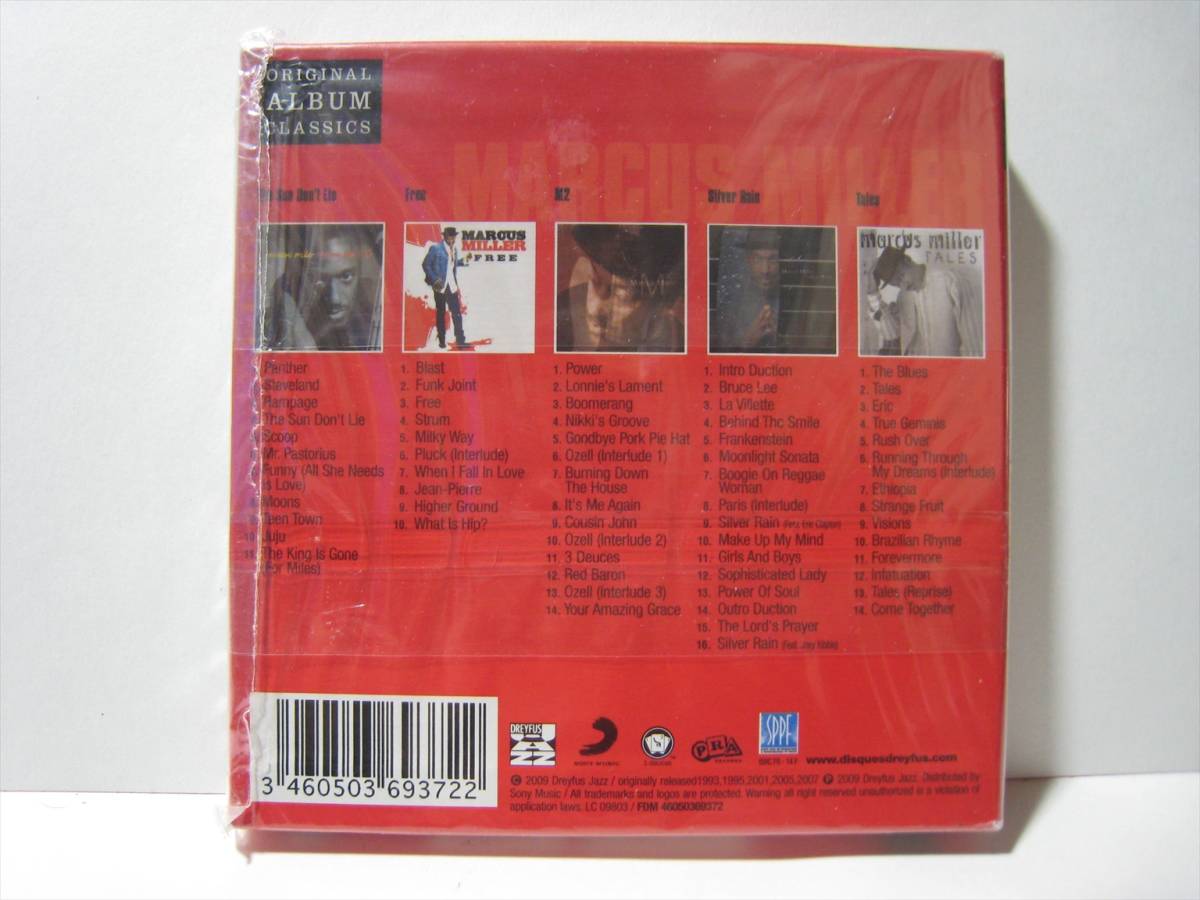 ORIGINAL
ALBUM
CLASSICS
MARCUS MILLER
Sun Don't Lie
Panther
Steveland
Rampage
The Sun Don't Lie
Scoop
Mr. Pastorius
Funny (All She Needs
Is Love)
Moons
Teen Town
10. Juju
11. The King Is Gone
(For Miles)
Free
MARCUS
MILLER
FREE
1. Blast
2. Funk Joint
3. Free
4. Strum
5. Milky Way
6. Pluck (Interlude)
7. When I Fall In Love
8. Jean-Pierre
9. Higher Ground
10. What Is Hip?
M2
1. Power
2. Lonnie's Lament
3. Boomerang
4. Nikki's Groove
5. Goodbye Pork Pie Hat
6. Ozell (Interlude 1)
7. Burning Down
The House
8. It's Me Again
9. Cousin John
10. Ozell (Interlude 2)
11. 3 Deuces
12. Red Baron
13. Ozell (Interlude 3)
14. Your Amazing Grace
Silver Rain
1. Intro Duction
2. Bruce Lee
3. La Villette
4. Behind The Smile
5. Frankenstein
6. Moonlight Sonata
7. Boogie On Reggae
Woman
8. Paris (Interlude)
9. Silver Rain (Feat. Eric Clapton)
10. Make Up My Mind
11. Girls And Boys
12. Sophisticated Lady
13. Power Of Soul
14. Outro Duction
15. The Lord's Prayer
16. Silver Rain (Feat. Joey Kibble)
Tales
marcus miller
TALES
1. The Blues
2. Tales
3. Eric
4. True Geminis
5. Rush Over
6. Running Through
My Dreams (Interlude)
7. Ethiopia
8. Strange Fruit
9. Visions
10. Brazilian Rhyme
11. Forevermore
12. Infatuation
13. Tales (Reprise)
14. Come Together
3 460503 693722
DREYFUS
JAZZ
SONY MUSIC
PRA
RECORDS
SPPF
www.disquesdreyfus.com
© 2009 Dreyfus Jazz / originally released1993,1995,2001,2005,2007 ℗ 2009 Dreyfus Jazz. Distributed by
Sony Music / All trademarks and logos are protected. Warning all right reserved unauthorized is a violation of
application laws. LC 09803 / FDM 46050369372